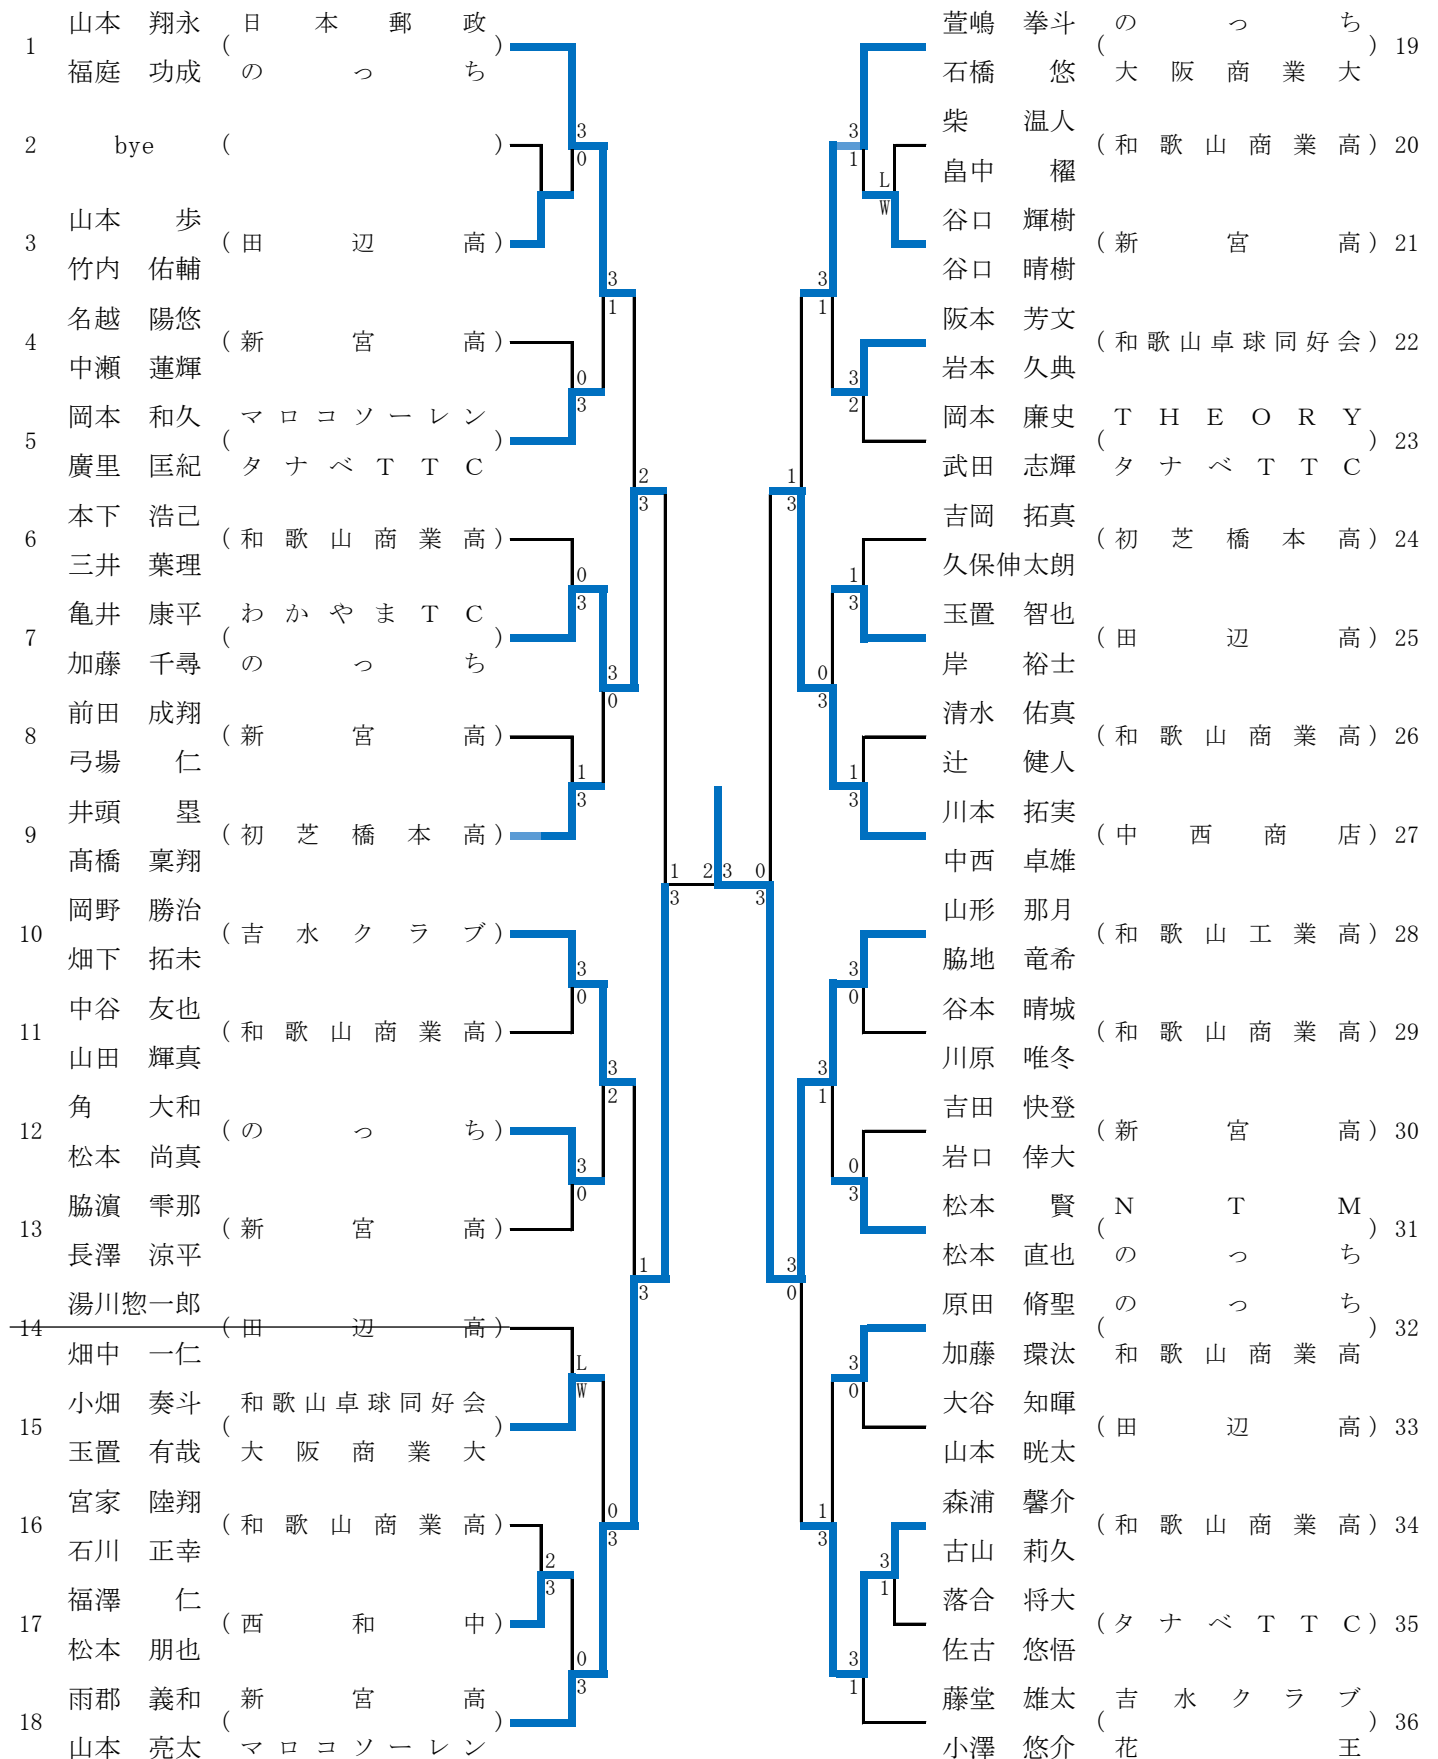 山本 翔永 日本郵政
1 ( )
福庭 功成 のっち
2 bye ( )
山本 歩
3 (田辺高)
竹内 佑輔
名越 陽悠
4 (新宮高)
中瀬 蓮輝
岡本 和久 マロコソーレン
5 ( )
廣里 匡紀 タナベTTC
本下 浩己
6 (和歌山商業高)
三井 葉理
亀井 康平 わかやまTC
7 ( )
加藤 千尋 のっち
前田 成翔
8 (新宮高)
弓場 仁
井頭 塁
9 (初芝橋本高)
髙橋 稟翔
岡野 勝治
10 (吉水クラブ)
畑下 拓未
中谷 友也
11 (和歌山商業高)
山田 輝真
角 大和
12 (のっち)
松本 尚真
脇濵 雫那
13 (新宮高)
長澤 涼平
湯川惣一郎
14 (田辺高)
畑中 一仁
小畑 奏斗 和歌山卓球同好会
15 ( )
玉置 有哉 大阪商業大
宮家 陸翔
16 (和歌山商業高)
石川 正幸
福澤 仁
17 (西和中)
松本 朋也
雨郡 義和 新宮高
18 ( )
山本 亮太 マロコソーレン
3
0
3
1
0
3
2
3
0
3
3
0
1
3
1 2 3 0
3 3
3
0
3
2
3
0
1
3
L
W
0
3
2
3
0
3
萱嶋 拳斗 のっち
( ) 19
石橋 悠 大阪商業大
柴 温人
(和歌山商業高) 20
畠中 櫂
谷口 輝樹
(新宮高) 21
谷口 晴樹
阪本 芳文
(和歌山卓球同好会) 22
岩本 久典
岡本 廉史 THEORY
( ) 23
武田 志輝 タナベTTC
吉岡 拓真
(初芝橋本高) 24
久保伸太朗
玉置 智也
(田辺高) 25
岸 裕士
清水 佑真
(和歌山商業高) 26
辻 健人
川本 拓実
(中西商店) 27
中西 卓雄
山形 那月
(和歌山工業高) 28
脇地 竜希
谷本 晴城
(和歌山商業高) 29
川原 唯冬
吉田 快登
(新宮高) 30
岩口 倖大
松本 賢 NTM
( ) 31
松本 直也 のっち
原田 脩聖 のっち
( ) 32
加藤 環汰 和歌山商業高
大谷 知暉
(田辺高) 33
山本 晄太
森浦 馨介
(和歌山商業高) 34
古山 莉久
落合 将大
(タナベTTC) 35
佐古 悠悟
藤堂 雄太 吉水クラブ
( ) 36
小澤 悠介 花王
3
1
L
W
3
1
3
2
1
3
1
3
0
3
1
3
3
0
3
1
0
3
3
0
3
0
1
3
3
1
3
1